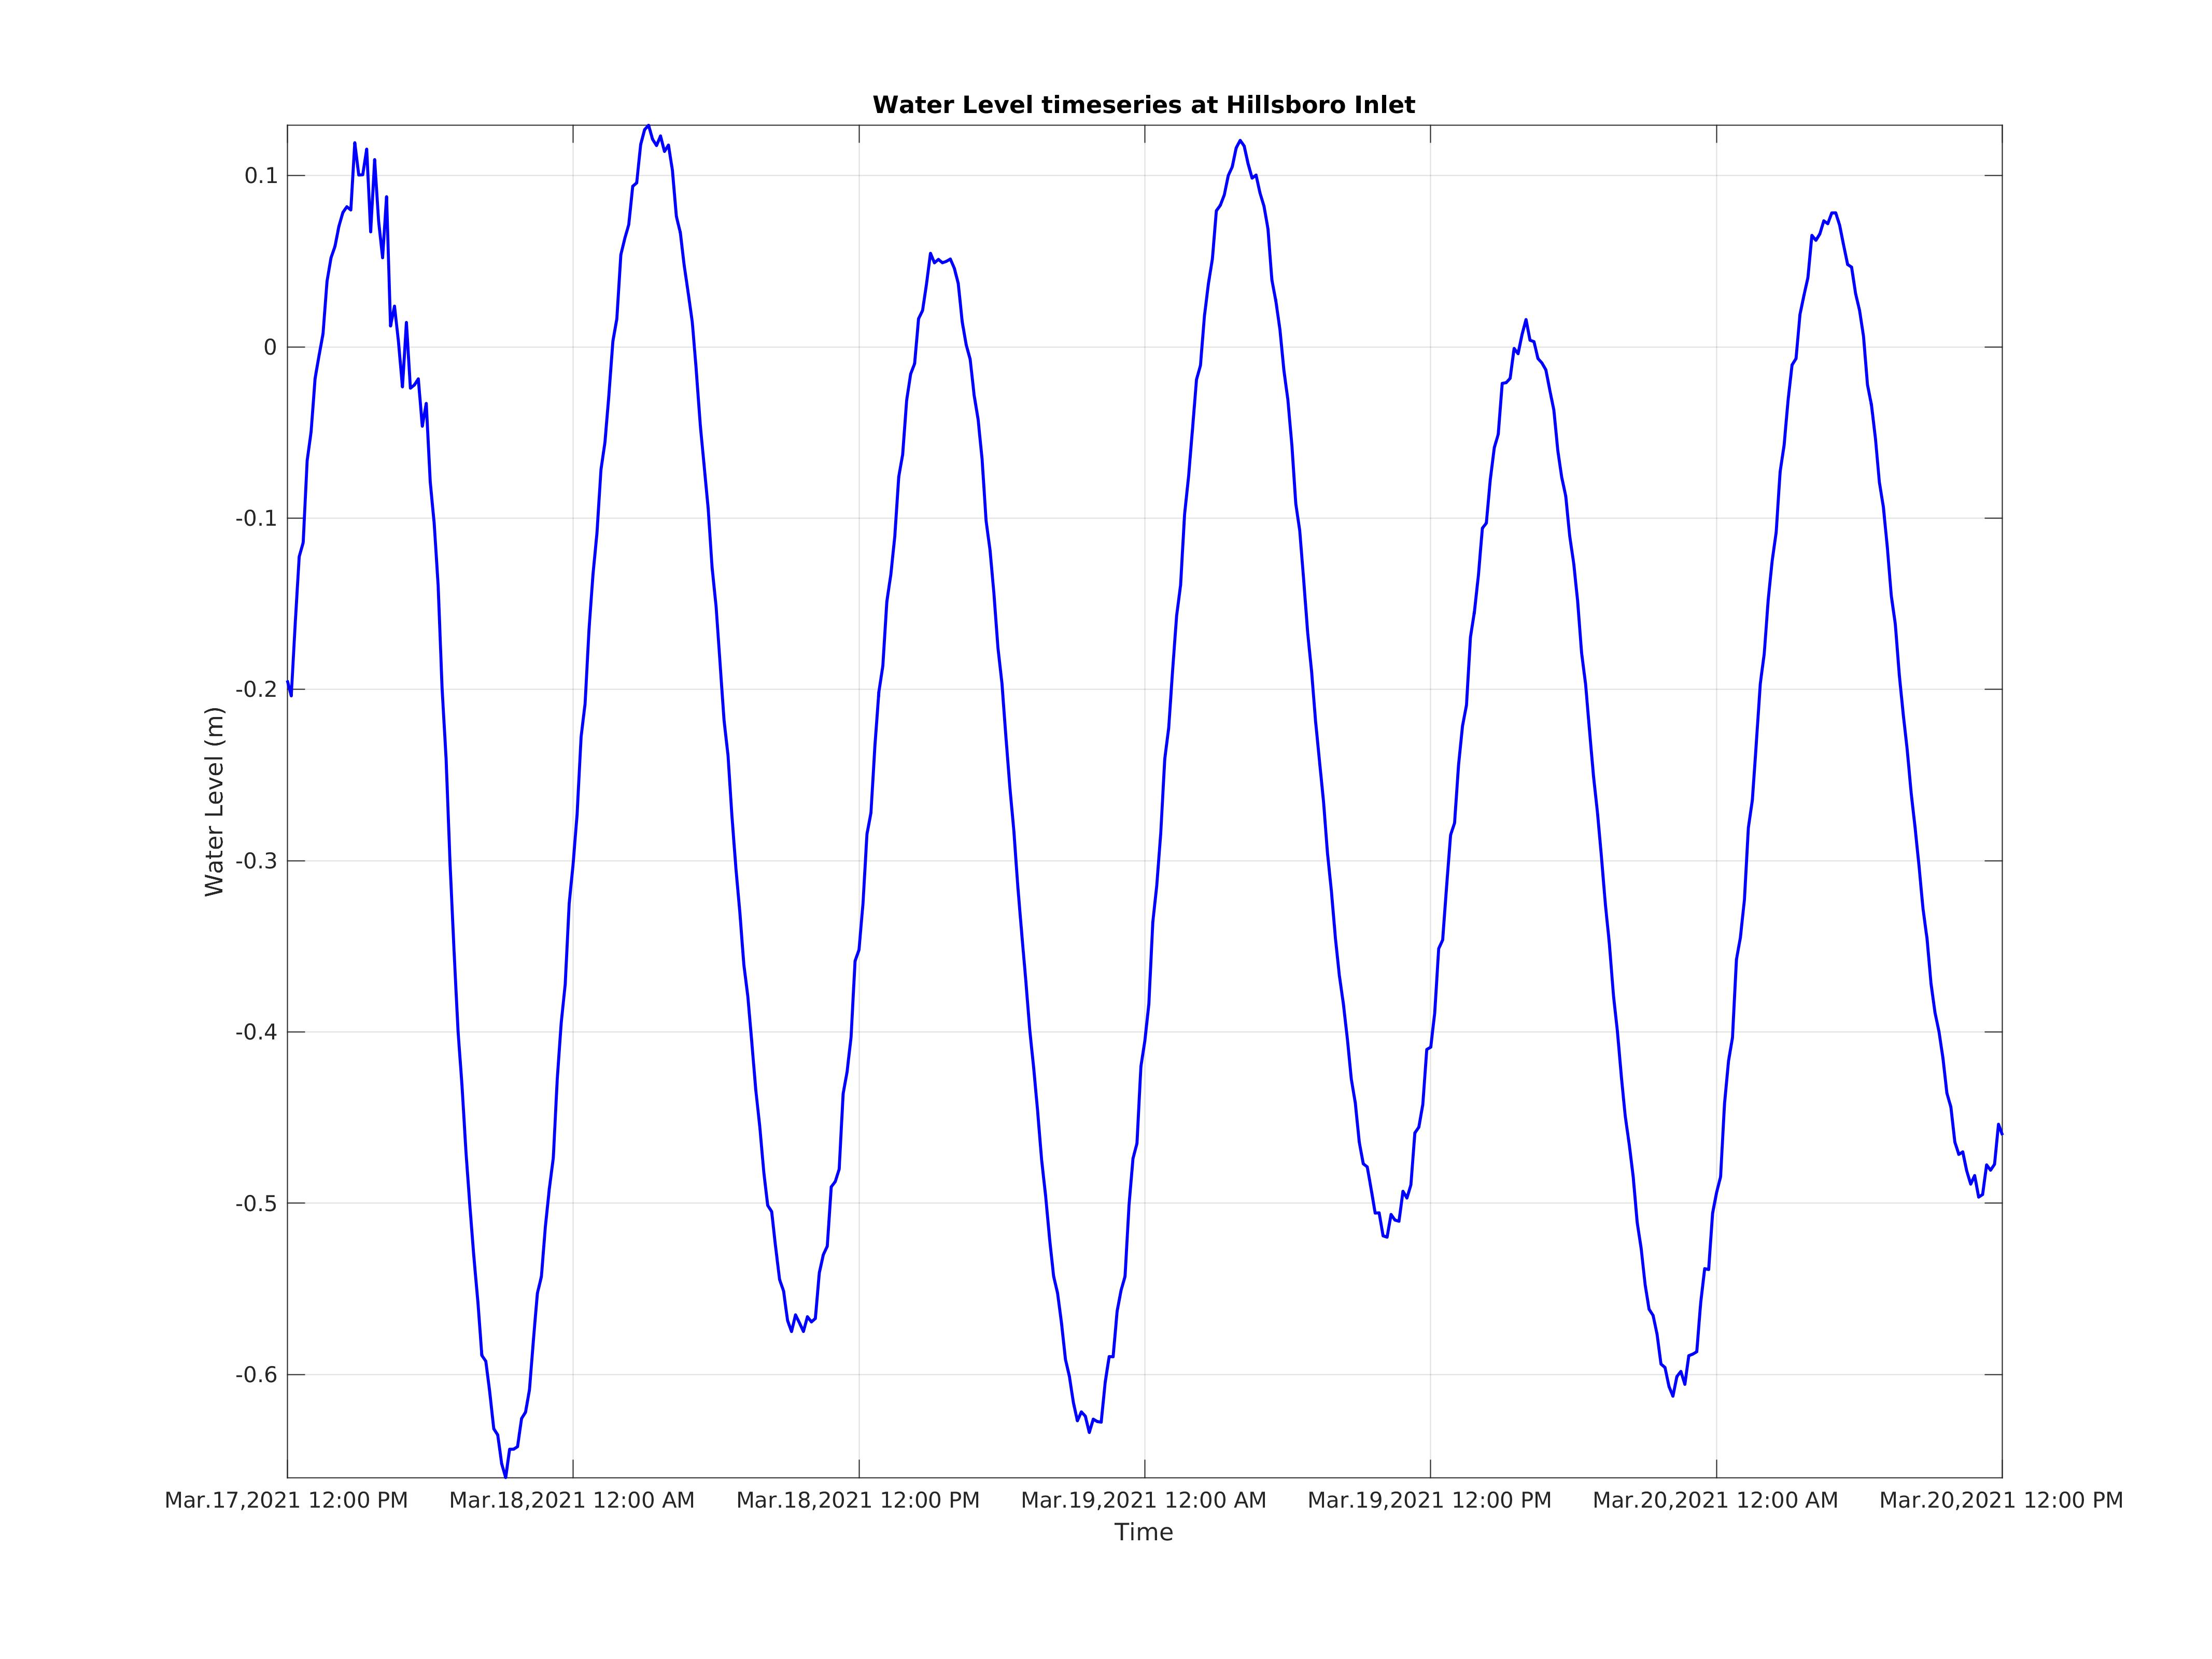 Water Level timeseries at Hillsboro Inlet
0.1
0
-0.1
-0.2
-0.3
-0.4
-0.5
-0.6
Water Level (m)
Mar.17,2021 12:00 PM
Mar.18,2021 12:00 AM
Mar.18,2021 12:00 PM
Mar.19,2021 12:00 AM
Mar.19,2021 12:00 PM
Mar.20,2021 12:00 AM
Mar.20,2021 12:00 PM
Time